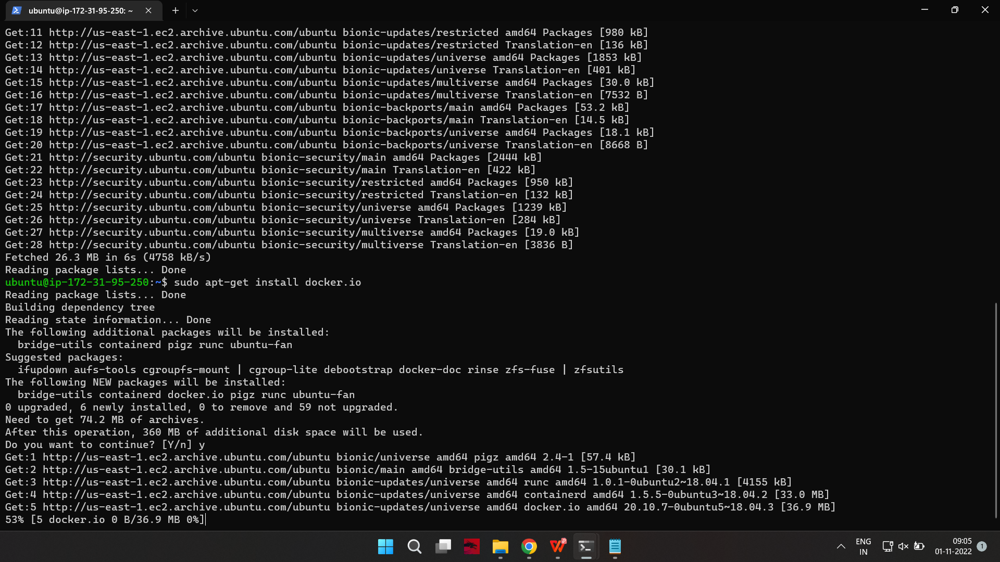 ubuntu@ip-172-31-95-250: ~
Get:11 http://us-east-1.ec2.archive.ubuntu.com/ubuntu bionic-updates/restricted amd64 Packages [980 kB]
Get:12 http://us-east-1.ec2.archive.ubuntu.com/ubuntu bionic-updates/restricted Translation-en [136 kB]
Get:13 http://us-east-1.ec2.archive.ubuntu.com/ubuntu bionic-updates/universe amd64 Packages [1853 kB]
Get:14 http://us-east-1.ec2.archive.ubuntu.com/ubuntu bionic-updates/universe Translation-en [401 kB]
Get:15 http://us-east-1.ec2.archive.ubuntu.com/ubuntu bionic-updates/multiverse amd64 Packages [30.0 kB]
Get:16 http://us-east-1.ec2.archive.ubuntu.com/ubuntu bionic-updates/multiverse Translation-en [7532 B]
Get:17 http://us-east-1.ec2.archive.ubuntu.com/ubuntu bionic-backports/main amd64 Packages [53.2 kB]
Get:18 http://us-east-1.ec2.archive.ubuntu.com/ubuntu bionic-backports/main Translation-en [14.5 kB]
Get:19 http://us-east-1.ec2.archive.ubuntu.com/ubuntu bionic-backports/universe amd64 Packages [18.1 kB]
Get:20 http://us-east-1.ec2.archive.ubuntu.com/ubuntu bionic-backports/universe Translation-en [8668 B]
Get:21 http://security.ubuntu.com/ubuntu bionic-security/main amd64 Packages [2444 kB]
Get:22 http://security.ubuntu.com/ubuntu bionic-security/main Translation-en [422 kB]
Get:23 http://security.ubuntu.com/ubuntu bionic-security/restricted amd64 Packages [950 kB]
Get:24 http://security.ubuntu.com/ubuntu bionic-security/restricted Translation-en [132 kB]
Get:25 http://security.ubuntu.com/ubuntu bionic-security/universe amd64 Packages [1239 kB]
Get:26 http://security.ubuntu.com/ubuntu bionic-security/universe Translation-en [284 kB]
Get:27 http://security.ubuntu.com/ubuntu bionic-security/multiverse amd64 Packages [19.0 kB]
Get:28 http://security.ubuntu.com/ubuntu bionic-security/multiverse Translation-en [3836 B]
Fetched 26.3 MB in 6s (4758 kB/s)
Reading package lists... Done
ubuntu@ip-172-31-95-250:~$ sudo apt-get install docker.io
Reading package lists... Done
Building dependency tree
Reading state information... Done
The following additional packages will be installed:
  bridge-utils containerd pigz runc ubuntu-fan
Suggested packages:
  ifupdown aufs-tools cgroupfs-mount | cgroup-lite debootstrap docker-doc rinse zfs-fuse | zfsutils
The following NEW packages will be installed:
  bridge-utils containerd docker.io pigz runc ubuntu-fan
0 upgraded, 6 newly installed, 0 to remove and 59 not upgraded.
Need to get 74.2 MB of archives.
After this operation, 360 MB of additional disk space will be used.
Do you want to continue? [Y/n] y
Get:1 http://us-east-1.ec2.archive.ubuntu.com/ubuntu bionic/universe amd64 pigz amd64 2.4-1 [57.4 kB]
Get:2 http://us-east-1.ec2.archive.ubuntu.com/ubuntu bionic/main amd64 bridge-utils amd64 1.5-15ubuntu1 [30.1 kB]
Get:3 http://us-east-1.ec2.archive.ubuntu.com/ubuntu bionic-updates/universe amd64 runc amd64 1.0.1-0ubuntu2~18.04.1 [4155 kB]
Get:4 http://us-east-1.ec2.archive.ubuntu.com/ubuntu bionic-updates/universe amd64 containerd amd64 1.5.5-0ubuntu3~18.04.2 [33.0 MB]
Get:5 http://us-east-1.ec2.archive.ubuntu.com/ubuntu bionic-updates/universe amd64 docker.io amd64 20.10.7-0ubuntu5~18.04.3 [36.9 MB]
53% [5 docker.io 0 B/36.9 MB 0%]
ENG
IN
09:05
01-11-2022
1